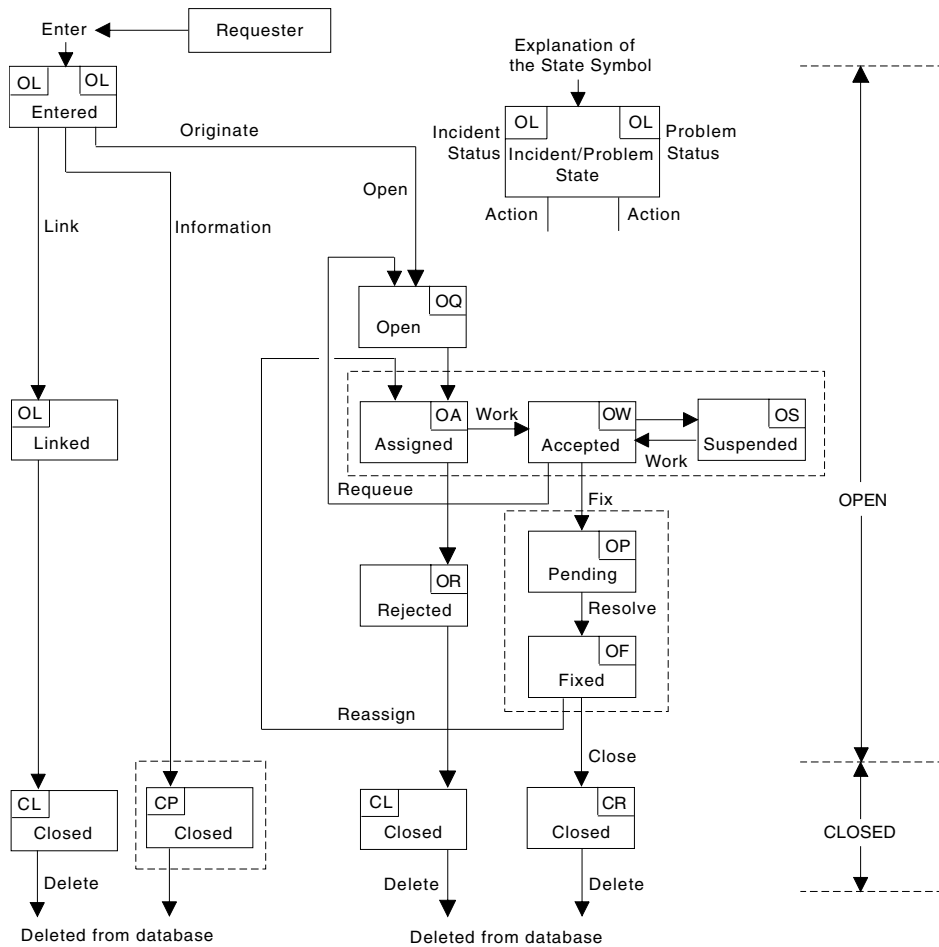 Enter
Requester
Explanation of
the State Symbol
OL OL
Entered
OL OL
Incident
Status
Problem
Status
Incident/Problem
State
Action Action
Originate
Open
Link
Information
OQ
Open
OL
Linked
OA
Assigned
Work
OW
Accepted
OS
Suspended
Work
Requeue
Fix
OPEN
OP
Pending
OR
Rejected
Resolve
OF
Fixed
Reassign
Close
CL
Closed
CP
Closed
CL
Closed
CR
Closed
CLOSED
Delete
Delete
Delete
Deleted from database
Deleted from database